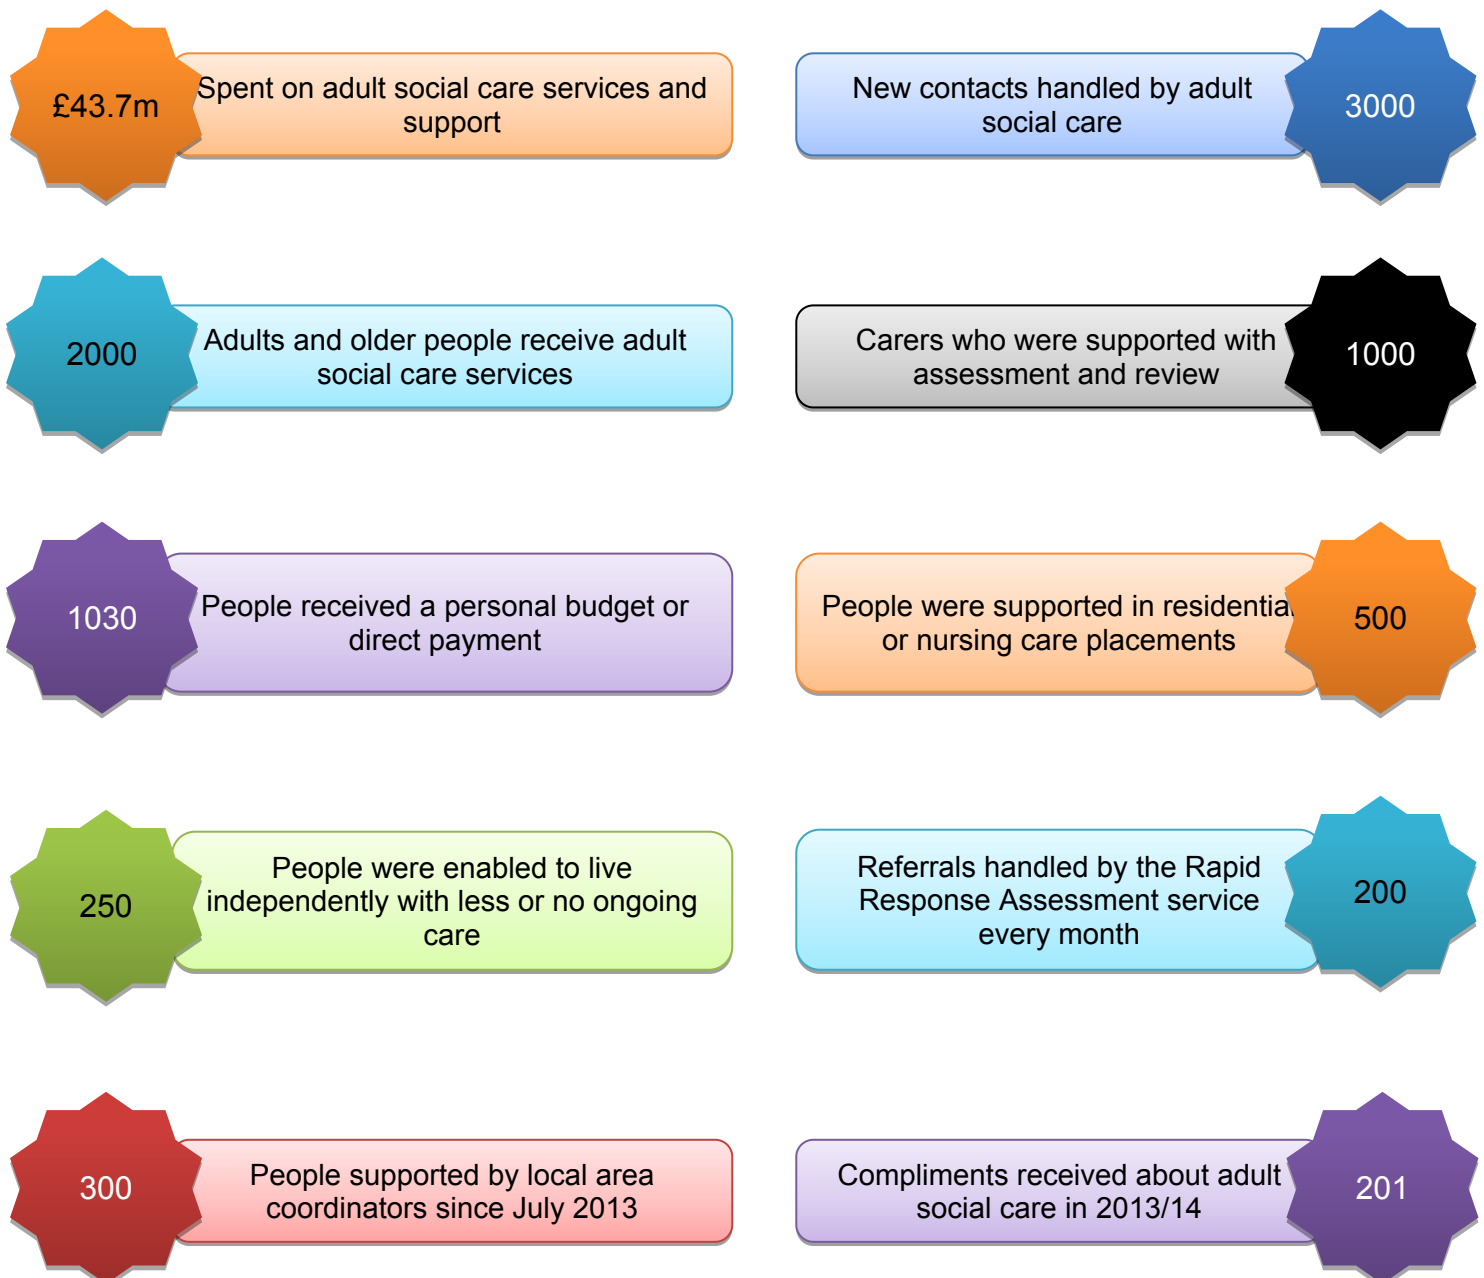 £43.7m
Spent on adult social care services and
support
New contacts handled by adult
social care
3000
2000
Adults and older people receive adult
social care services
Carers who were supported with
assessment and review
1000
1030
People received a personal budget or
direct payment
People were supported in residential
or nursing care placements
500
250
People were enabled to live
independently with less or no ongoing
care
Referrals handled by the Rapid
Response Assessment service
every month
200
300
People supported by local area
coordinators since July 2013
Compliments received about adult
social care in 2013/14
201